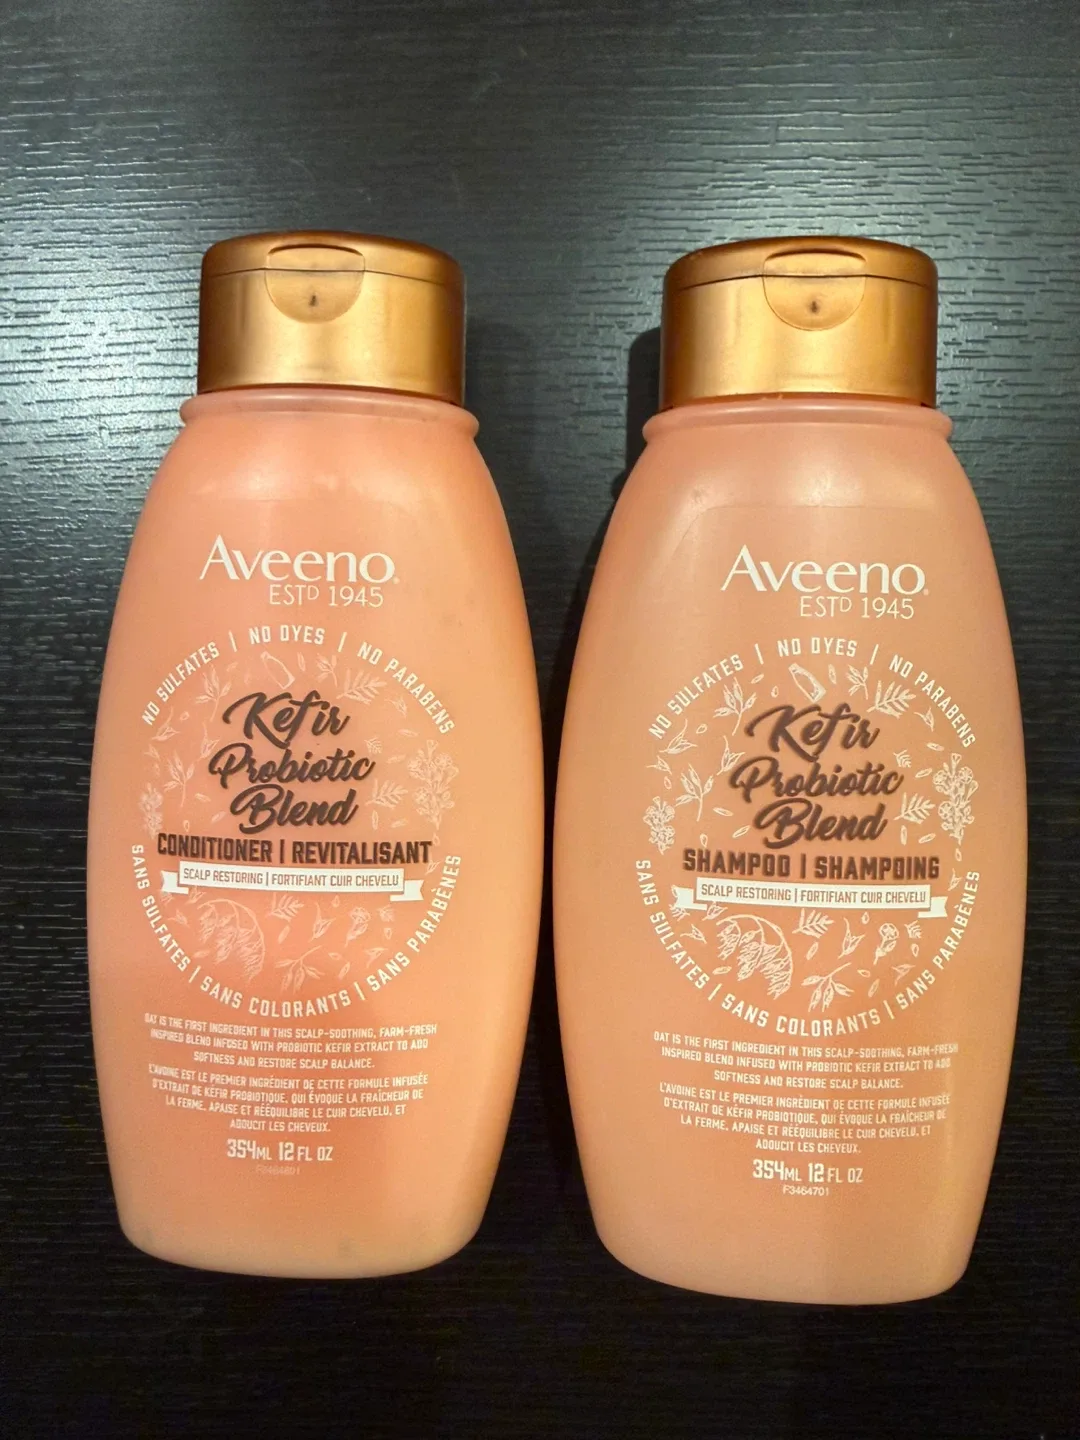 Aveeno®
ESTD 1945
NO SULFATES | NO DYES | NO PARABENS
Kefir
Probiotic
Blend
CONDITIONER | REVITALISANT
SCALP RESTORING | FORTIFIANT CUIR CHEVELU
SANS SULFATES | SANS COLORANTS | SANS PARABÈNES
OAT IS THE FIRST INGREDIENT IN THIS SCALP-SOOTHING, FARM-FRESH
INSPIRED BLEND INFUSED WITH PROBIOTIC KEFIR EXTRACT TO ADD
SOFTNESS AND RESTORE SCALP BALANCE.
L'AVOINE EST LE PREMIER INGRÉDIENT DE CETTE FORMULE INFUSÉE
D'EXTRAIT DE KÉFIR PROBIOTIQUE, QUI ÉVOQUE LA FRAÎCHEUR DE
LA FERME, APAISE ET RÉÉQUILIBRE LE CUIR CHEVELU, ET
ADOUCIT LES CHEVEUX.
354ML 12 FL OZ
Aveeno®
ESTD 1945
NO SULFATES | NO DYES | NO PARABENS
Kefir
Probiotic
Blend
SHAMPOO | SHAMPOING
SCALP RESTORING | FORTIFIANT CUIR CHEVELU
SANS SULFATES | SANS COLORANTS | SANS PARABÈNES
OAT IS THE FIRST INGREDIENT IN THIS SCALP-SOOTHING, FARM-FRESH
INSPIRED BLEND INFUSED WITH PROBIOTIC KEFIR EXTRACT TO ADD
SOFTNESS AND RESTORE SCALP BALANCE.
L'AVOINE EST LE PREMIER INGRÉDIENT DE CETTE FORMULE INFUSÉE
D'EXTRAIT DE KÉFIR PROBIOTIQUE, QUI ÉVOQUE LA FRAÎCHEUR DE
LA FERME, APAISE ET RÉÉQUILIBRE LE CUIR CHEVELU, ET
ADOUCIT LES CHEVEUX.
354ML 12 FL OZ
F3464701